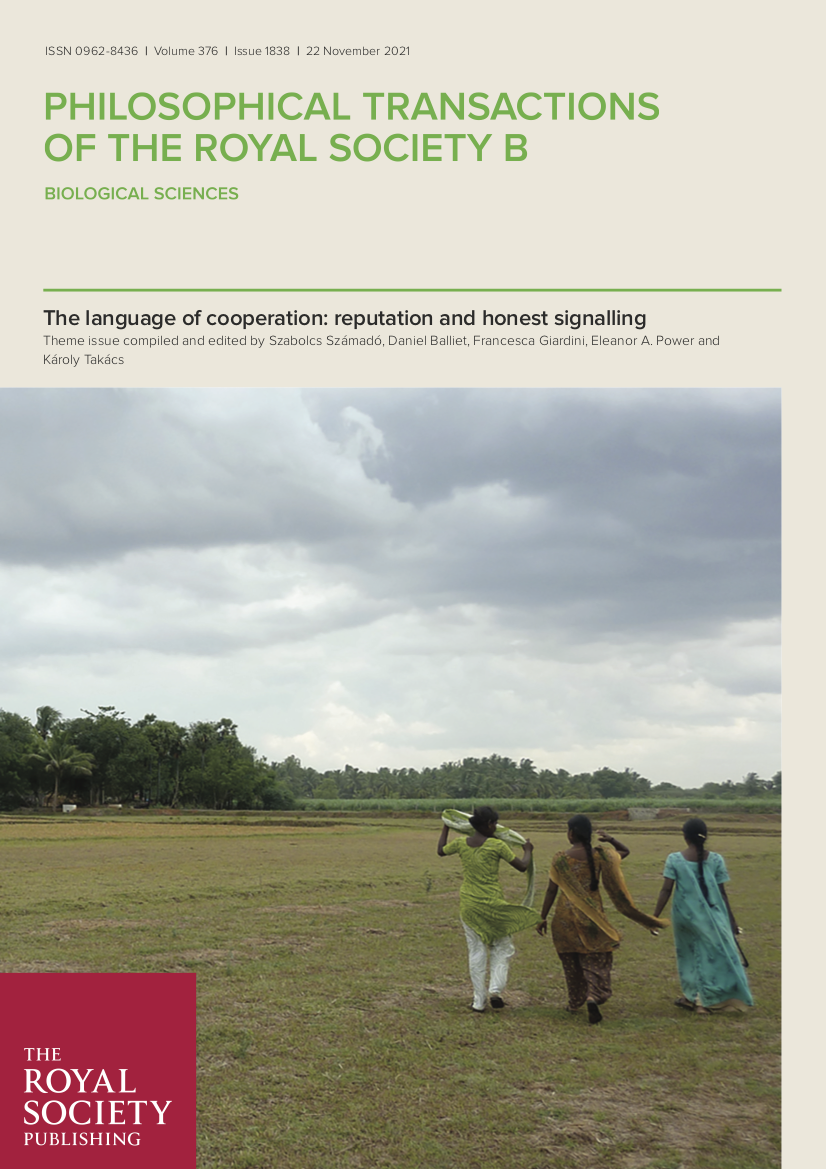 ISSN 0962-8436 I Volume 376 I Issue 1838 I 22 November 2021
PHILOSOPHICAL TRANSACTIONS
OF THE ROYAL SOCIETY B
BIOLOGICAL SCIENCES
The language of cooperation: reputation and honest signalling
Theme issue compiled and edited by Szabolcs Számadó, Daniel Balliet, Francesca Giardini, Eleanor A. Power and
Károly Takács
THE
ROYAL
SOCIETY
PUBLISHING